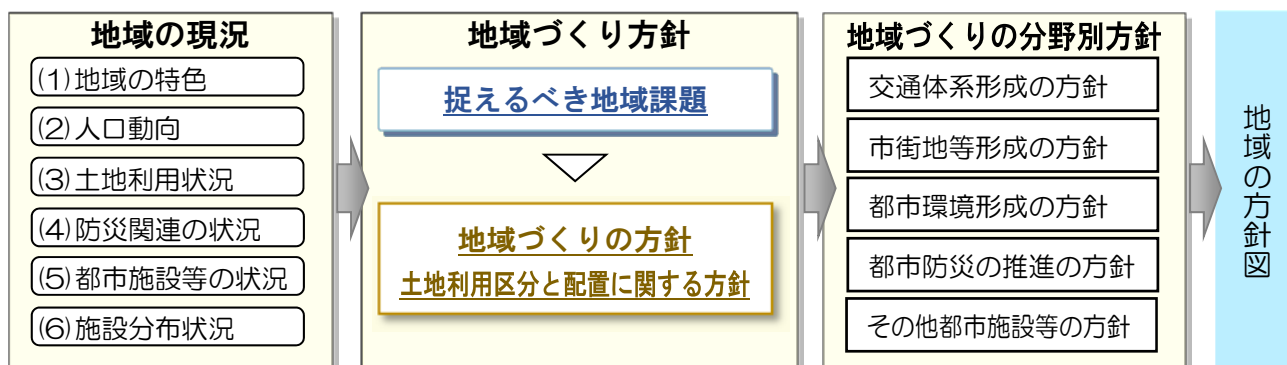 地域の現況
(1)地域の特色
(2)人口動向
(3)土地利用状況
(4)防災関連の状況
(5)都市施設等の状況
(6)施設分布状況
地域づくり方針
捉えるべき地域課題
地域づくりの方針
土地利用区分と配置に関する方針
地域づくりの分野別方針
交通体系形成の方針
市街地等形成の方針
都市環境形成の方針
都市防災の推進の方針
その他都市施設等の方針
地域の方針図